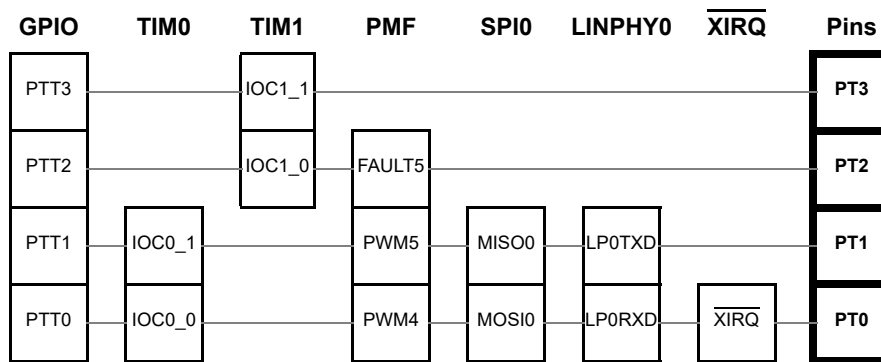 GPIO TIM0 TIM1 PMF SPI0 LINPHY0 XIRQ Pins
PTT3 IOC1_1 PT3
PTT2 IOC1_0 FAULT5 PT2
PTT1 IOC0_1 PWM5 MISO0 LP0TXD PT1
PTT0 IOC0_0 PWM4 MOSI0 LP0RXD XIRQ PT0